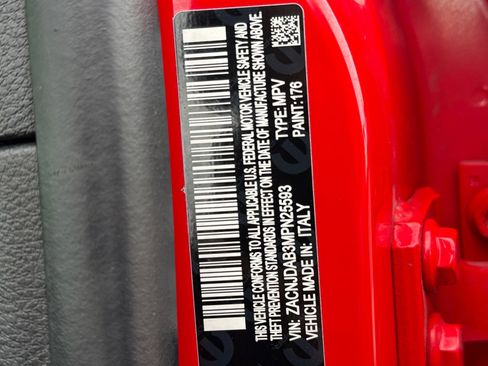 THIS VEHICLE CONFORMS TO ALL APPLICABLE U.S. FEDERAL MOTOR VEHICLE SAFETY AND
THEFT PREVENTION STANDARDS IN EFFECT ON THE DATE OF MANUFACTURE SHOWN ABOVE.
VIN: ZACNJDAB3MPN25593 TYPE: MPV
VEHICLE MADE IN: ITALY PAINT: 176